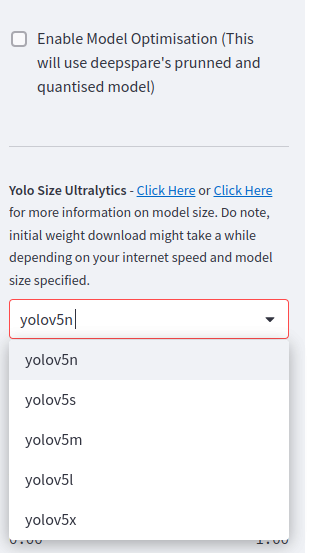 Enable Model Optimisation (This
will use deepspare's prunned and
quantised model)
Yolo Size Ultralytics - Click Here or Click Here
for more information on model size. Do note,
initial weight download might take a while
depending on your internet speed and model
size specified.
yolov5n
yolov5n
yolov5s
yolov5m
yolov5l
yolov5x
0.00 1.00